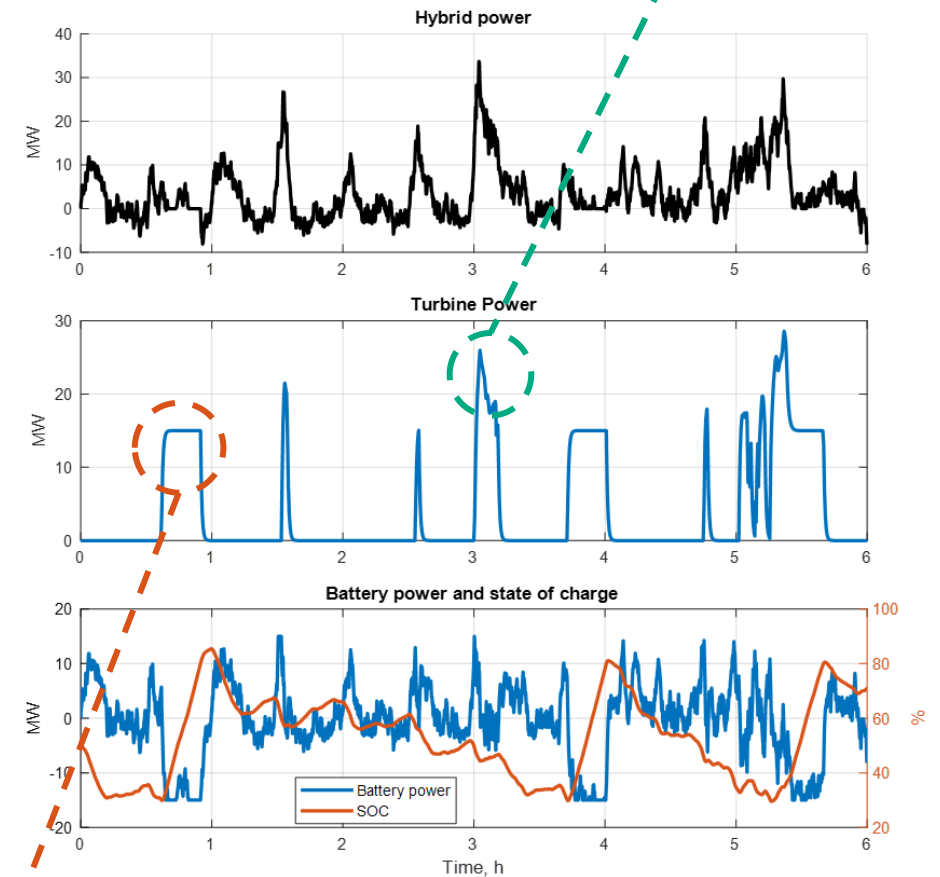 Hybrid power
40
30
20
10
0
-10
MW
0 1 2 3 4 5 6
Turbine Power
30
20
10
0
MW
0 1 2 3 4 5 6
Battery power and state of charge
20 100
10 80
0 60
-10 40
-20 20
MW
%
Battery power
SOC
0 1 2 3 4 5 6
Time, h